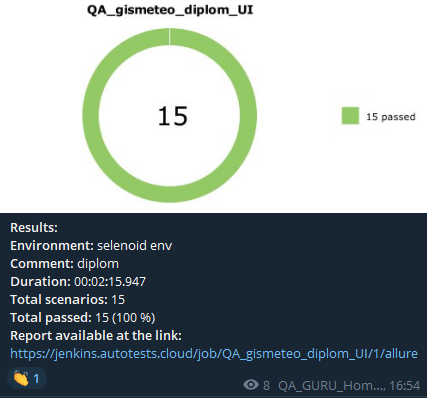 QA_gismeteo_diplom_UI
15
15 passed
Results:
Environment: selenoid env
Comment: diplom
Duration: 00:02:15.947
Total scenarios: 15
Total passed: 15 (100 %)
Report available at the link:
https://jenkins.autotests.cloud/job/QA_gismeteo_diplom_UI/1/allure
👏 1
8 QA_GURU_Hom..., 16:54